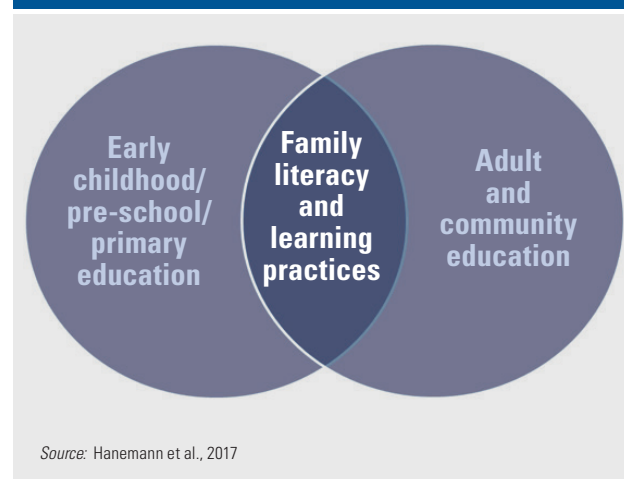 Early
childhood/
pre-school/
primary
education
Family
literacy
and
learning
practices
Adult
and
community
education
Source: Hanemann et al., 2017